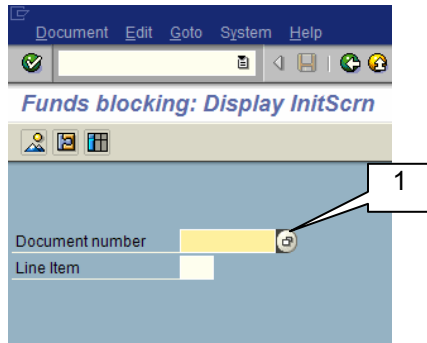 Document Edit Goto System Help
Funds blocking: Display InitScrn
1
Document number
Line Item